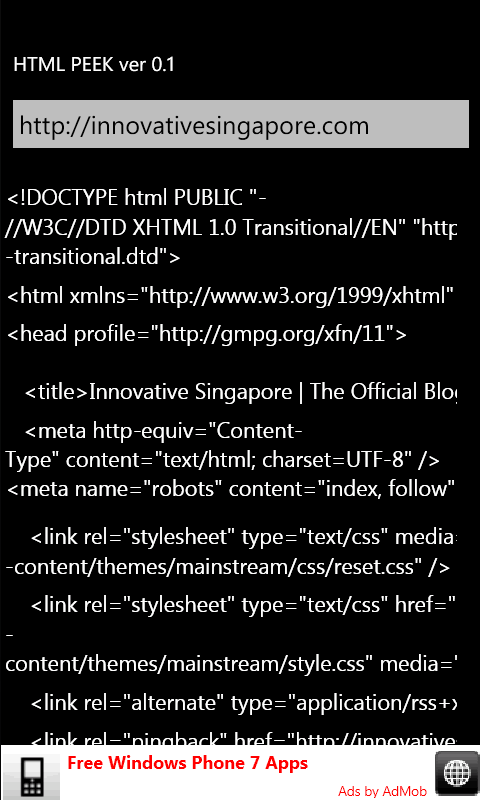 HTML PEEK ver 0.1
http://innovativesingapore.com
<!DOCTYPE html PUBLIC "-
//W3C//DTD XHTML 1.0 Transitional//EN" "http
-transitional.dtd">
<html xmlns="http://www.w3.org/1999/xhtml"
<head profile="http://gmpg.org/xfn/11">
<title>Innovative Singapore | The Official Blog
<meta http-equiv="Content-
Type" content="text/html; charset=UTF-8" />
<meta name="robots" content="index, follow"
<link rel="stylesheet" type="text/css" media=
-content/themes/mainstream/css/reset.css" />
<link rel="stylesheet" type="text/css" href="
-
content/themes/mainstream/style.css" media="
<link rel="alternate" type="application/rss+x
<link rel="pingback" href="http://innovatives
Free Windows Phone 7 Apps
Ads by AdMob